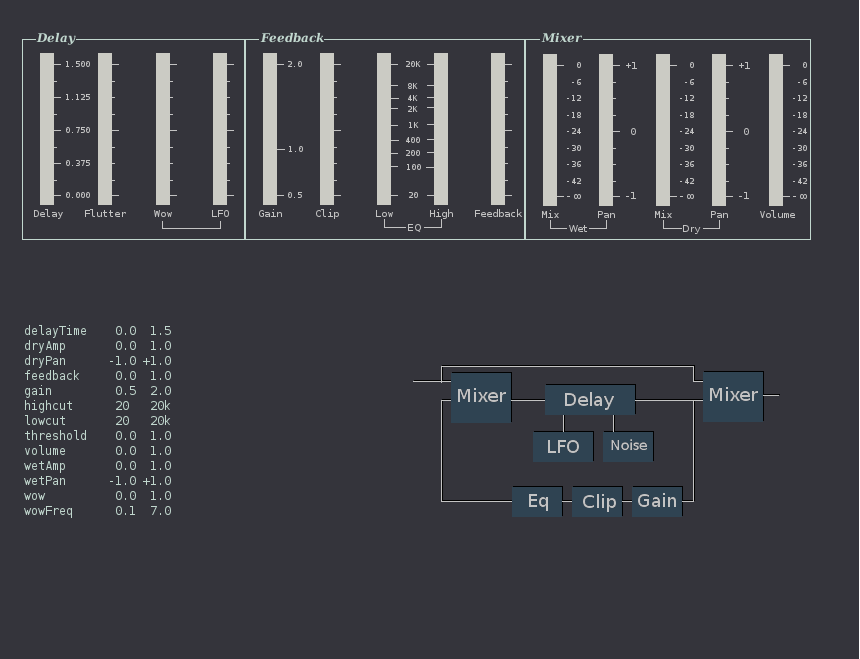 Delay Feedback Mixer
1.500 2.0 20K 0 +1 0 +1 0
-6 -6 -6
8K
1.125 4K -12 -12 -12
2K
-18 -18 -18
1K
0.750 -24 0 -24 0 -24
400
1.0 200 -30 -30 -30
0.375 100 -36 -36 -36
-42 -42 -42
0.000 0.5 20 -∞ -1 -∞ -1 -∞
Delay Flutter Wow LFO Gain Clip Low High Feedback Mix Pan Mix Pan Volume
EQ Wet Dry
delayTime 0.0 1.5
dryAmp 0.0 1.0
dryPan -1.0 +1.0
feedback 0.0 1.0
gain 0.5 2.0
highcut 20 20k
lowcut 20 20k
threshold 0.0 1.0
volume 0.0 1.0
wetAmp 0.0 1.0
wetPan -1.0 +1.0
wow 0.0 1.0
wowFreq 0.1 7.0
Mixer Delay Mixer
LFO Noise
Eq Clip Gain